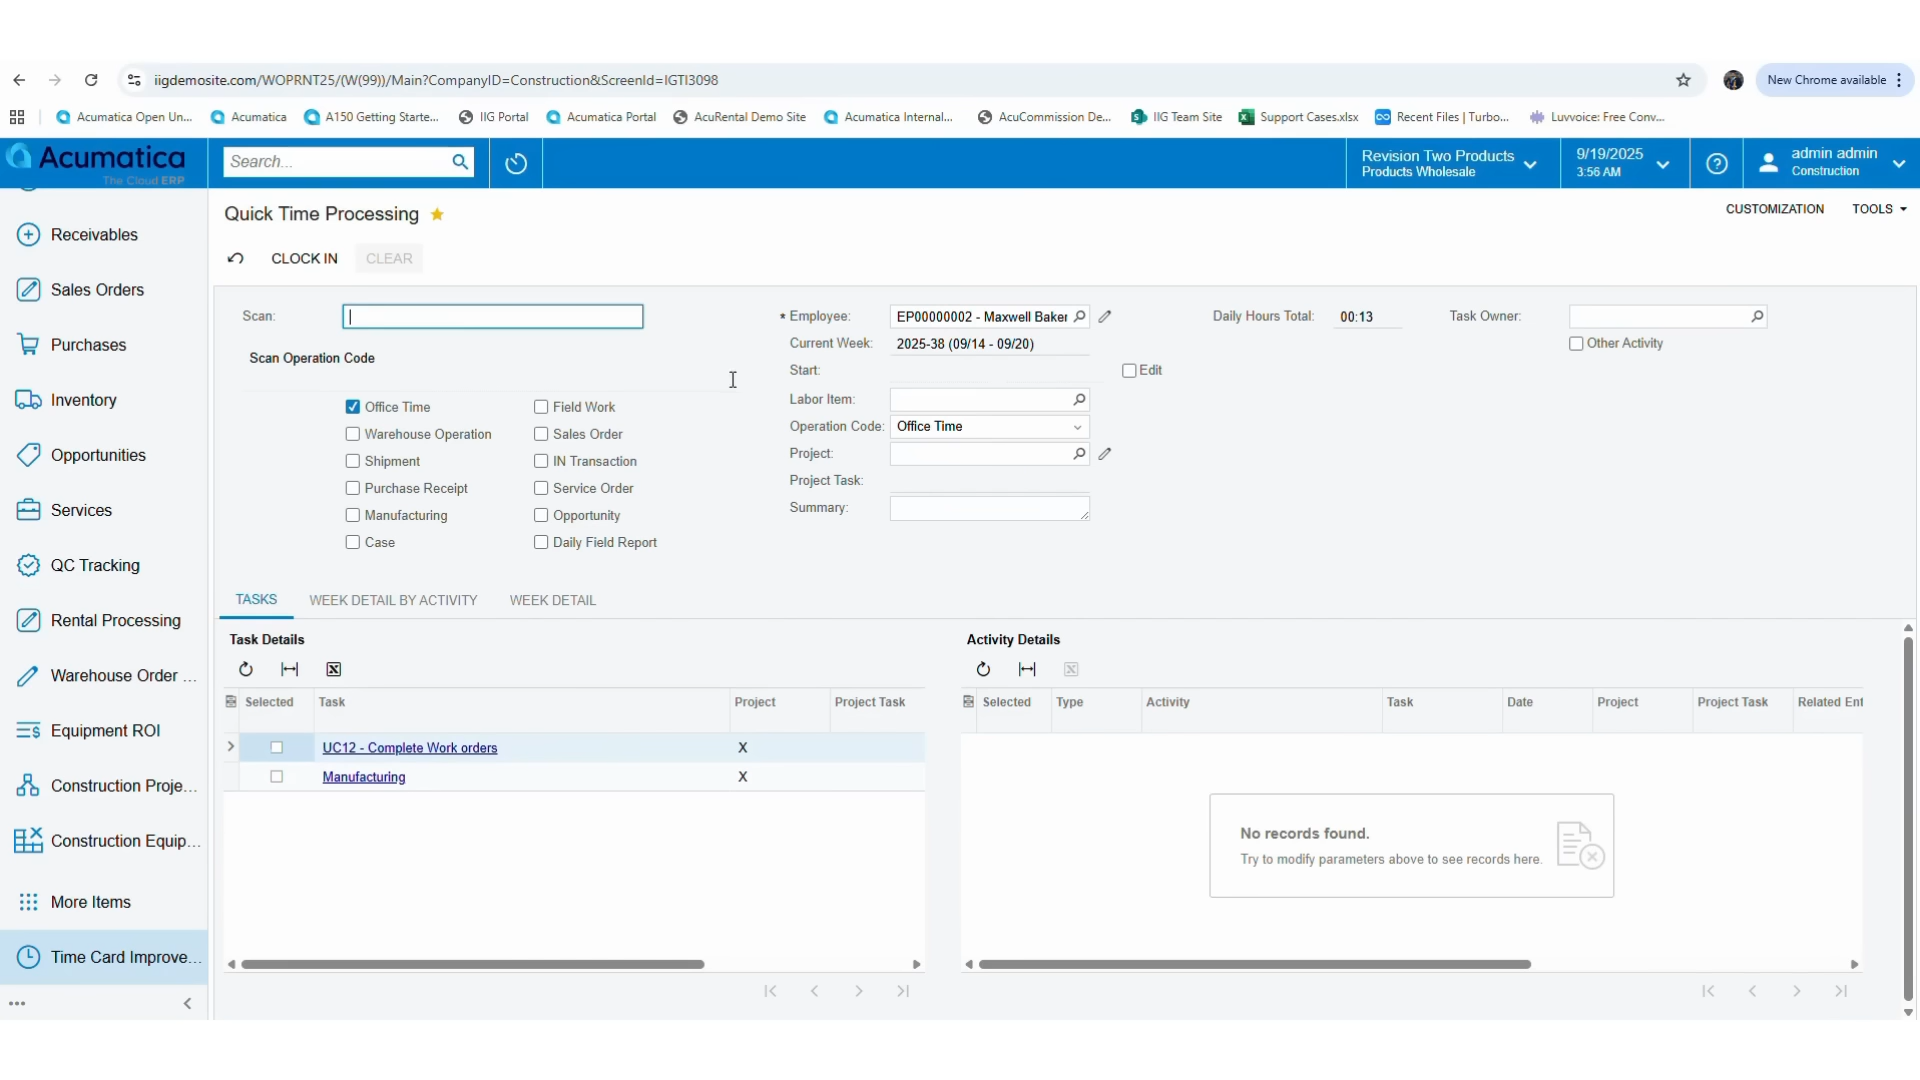 iigdemosite.com/WOPRNT25/(W(99))/Main?CompanyID=Construction&ScreenId=IGTI3098
New Chrome available
Acumatica Open Un...
Acumatica
A150 Getting Starte...
IIG Portal
Acumatica Portal
AcuRental Demo Site
Acumatica Internal...
AcuCommission De...
IIG Team Site
Support Cases.xlsx
Recent Files | Turbo...
Luvvoice: Free Conv...
Acumatica
The Cloud ERP
Search...
Revision Two Products
Products Wholesale
9/19/2025
3:56 AM
admin admin
Construction
Receivables
Sales Orders
Purchases
Inventory
Opportunities
Services
QC Tracking
Rental Processing
Warehouse Order ...
Equipment ROI
Construction Proje...
Construction Equip...
More Items
Time Card Improve...
Quick Time Processing
CUSTOMIZATION
TOOLS
CLOCK IN
CLEAR
Scan:
Scan Operation Code
Office Time
Field Work
Warehouse Operation
Sales Order
Shipment
IN Transaction
Purchase Receipt
Service Order
Manufacturing
Opportunity
Case
Daily Field Report
* Employee: EP00000002 - Maxwell Baker
Current Week: 2025-38 (09/14 - 09/20)
Start:
Edit
Labor Item:
Operation Code: Office Time
Project:
Project Task:
Summary:
Daily Hours Total: 00:13
Task Owner:
Other Activity
TASKS
WEEK DETAIL BY ACTIVITY
WEEK DETAIL
Task Details
Selected Task Project Project Task
UC12 - Complete Work orders X
Manufacturing X
Activity Details
Selected Type Activity Task Date Project Project Task Related Ent
No records found.
Try to modify parameters above to see records here.